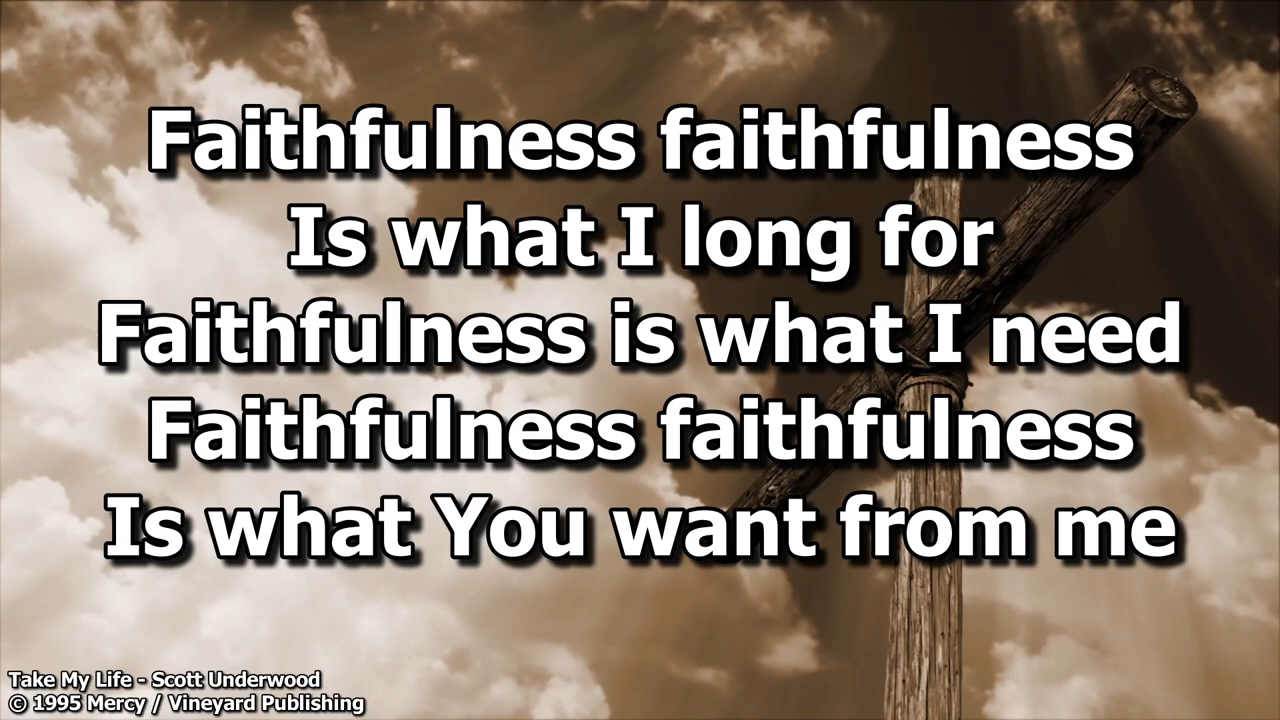 Faithfulness faithfulness
Is what I long for
Faithfulness is what I need
Faithfulness faithfulness
Is what You want from me
Take My Life - Scott Underwood
© 1995 Mercy / Vineyard Publishing